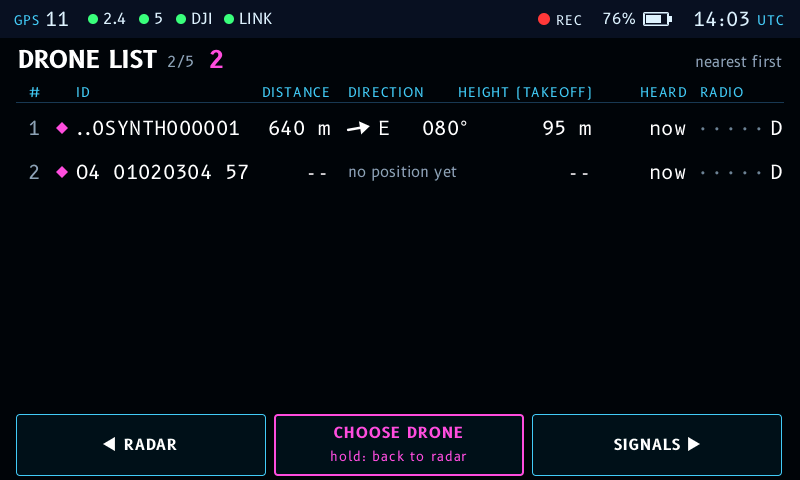 GPS 11 2.4 5 DJI LINK REC 76% 14:03 UTC
DRONE LIST 2/5 2 nearest first
# ID DISTANCE DIRECTION HEIGHT (TAKEOFF) HEARD RADIO
1 ..0SYNTH000001 640 m E 080° 95 m now · · · · · D
2 04 01020304 57 -- no position yet -- now · · · · · D
RADAR
CHOOSE DRONE
hold: back to radar
SIGNALS